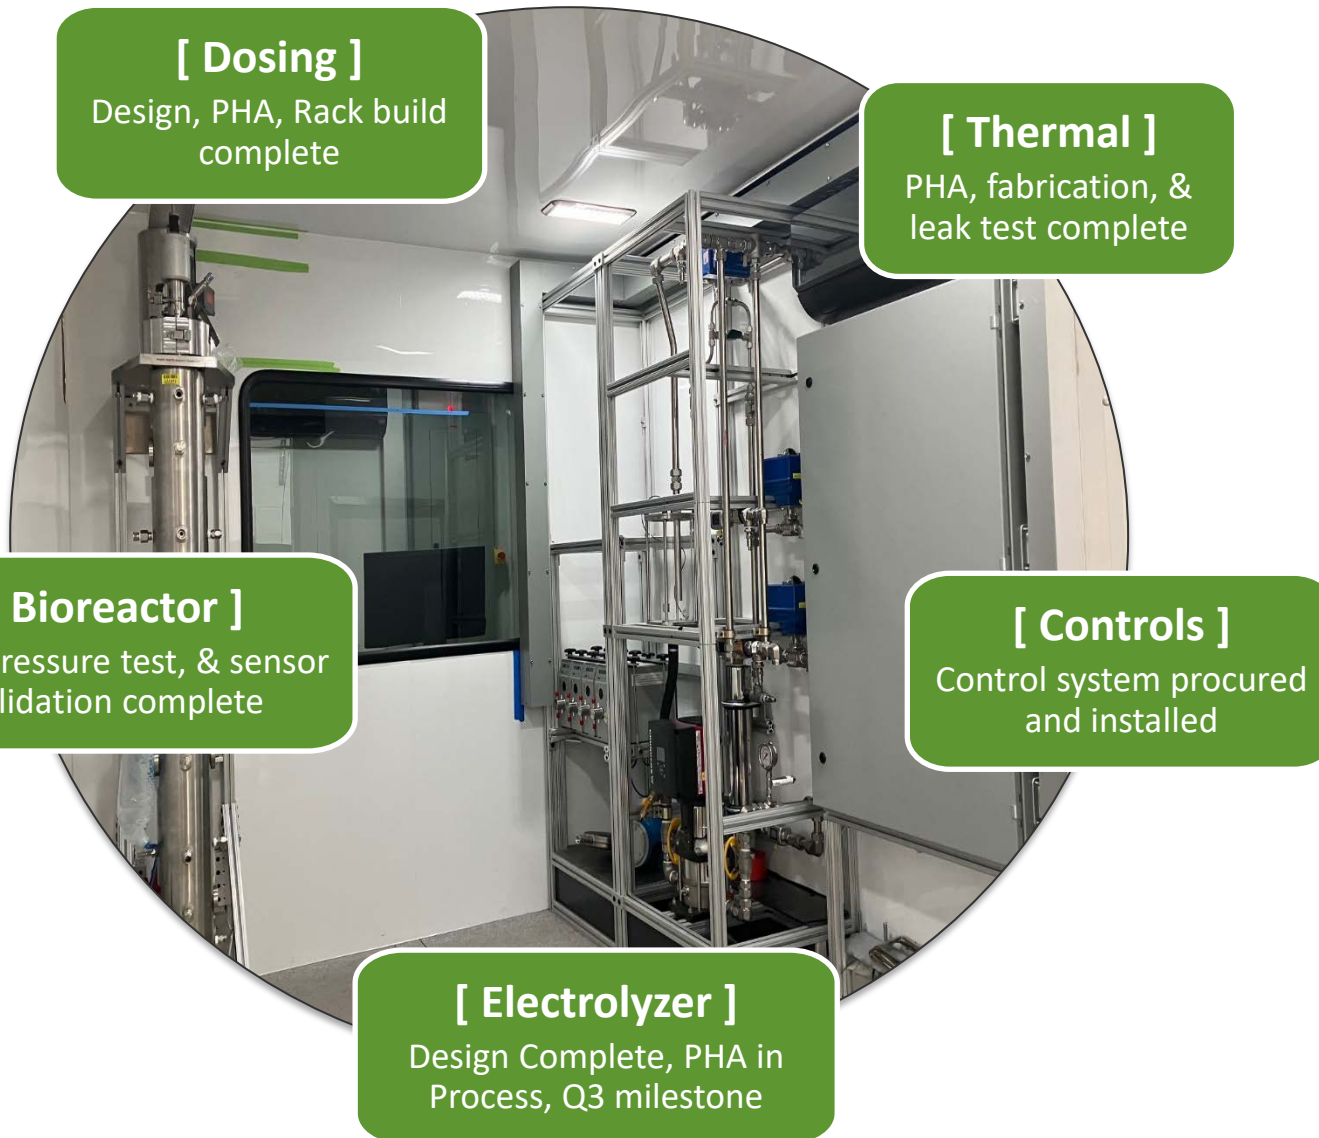 [ Dosing ]
Design, PHA, Rack build
complete
[ Thermal ]
PHA, fabrication, &
leak test complete
Bioreactor ]
ressure test, & sensor
lidation complete
[ Controls ]
Control system procured
and installed
[ Electrolyzer ]
Design Complete, PHA in
Process, Q3 milestone